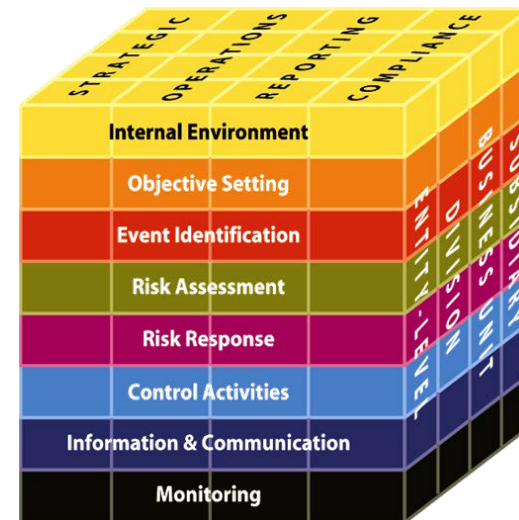 STRATEGIC
OPERATIONS
REPORTING
COMPLIANCE
Internal Environment
Objective Setting
Event Identification
Risk Assessment
Risk Response
Control Activities
Information & Communication
Monitoring
ENTITY-LEVEL
DIVISION
BUSINESS UNIT
SUBSIDIARY